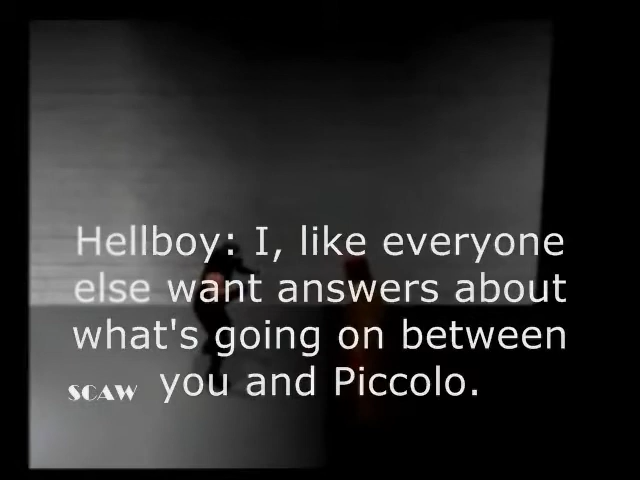 Hellboy: I, like everyone
else want answers about
what's going on between
you and Piccolo.
SCAW